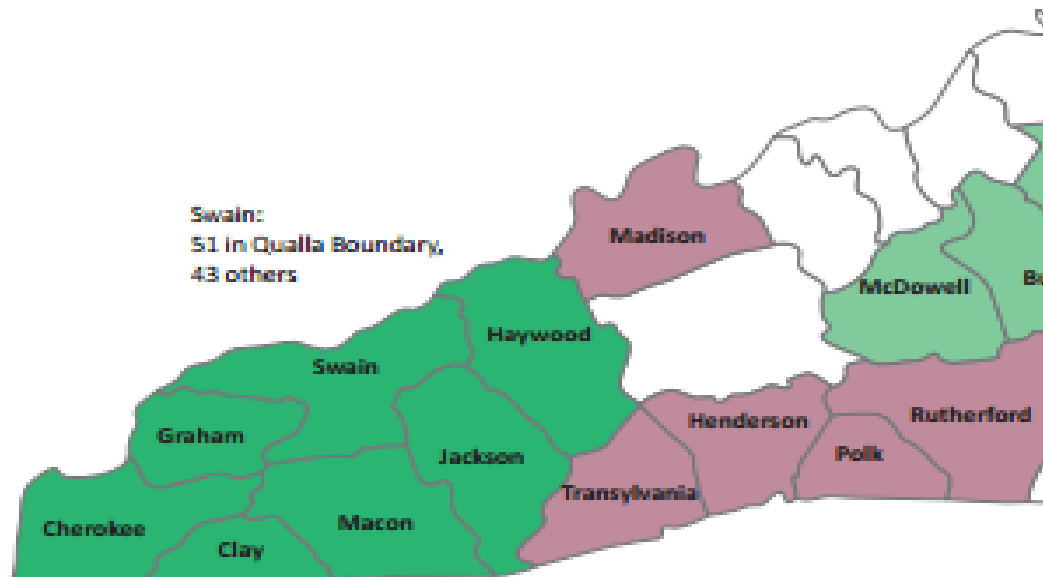 Swain:
51 in Qualla Boundary,
43 others
Madison
McDowell
Bu
Haywood
Swain
Henderson
Rutherford
Graham
Jackson
Polk
Transylvania
Cherokee
Macon
Clay